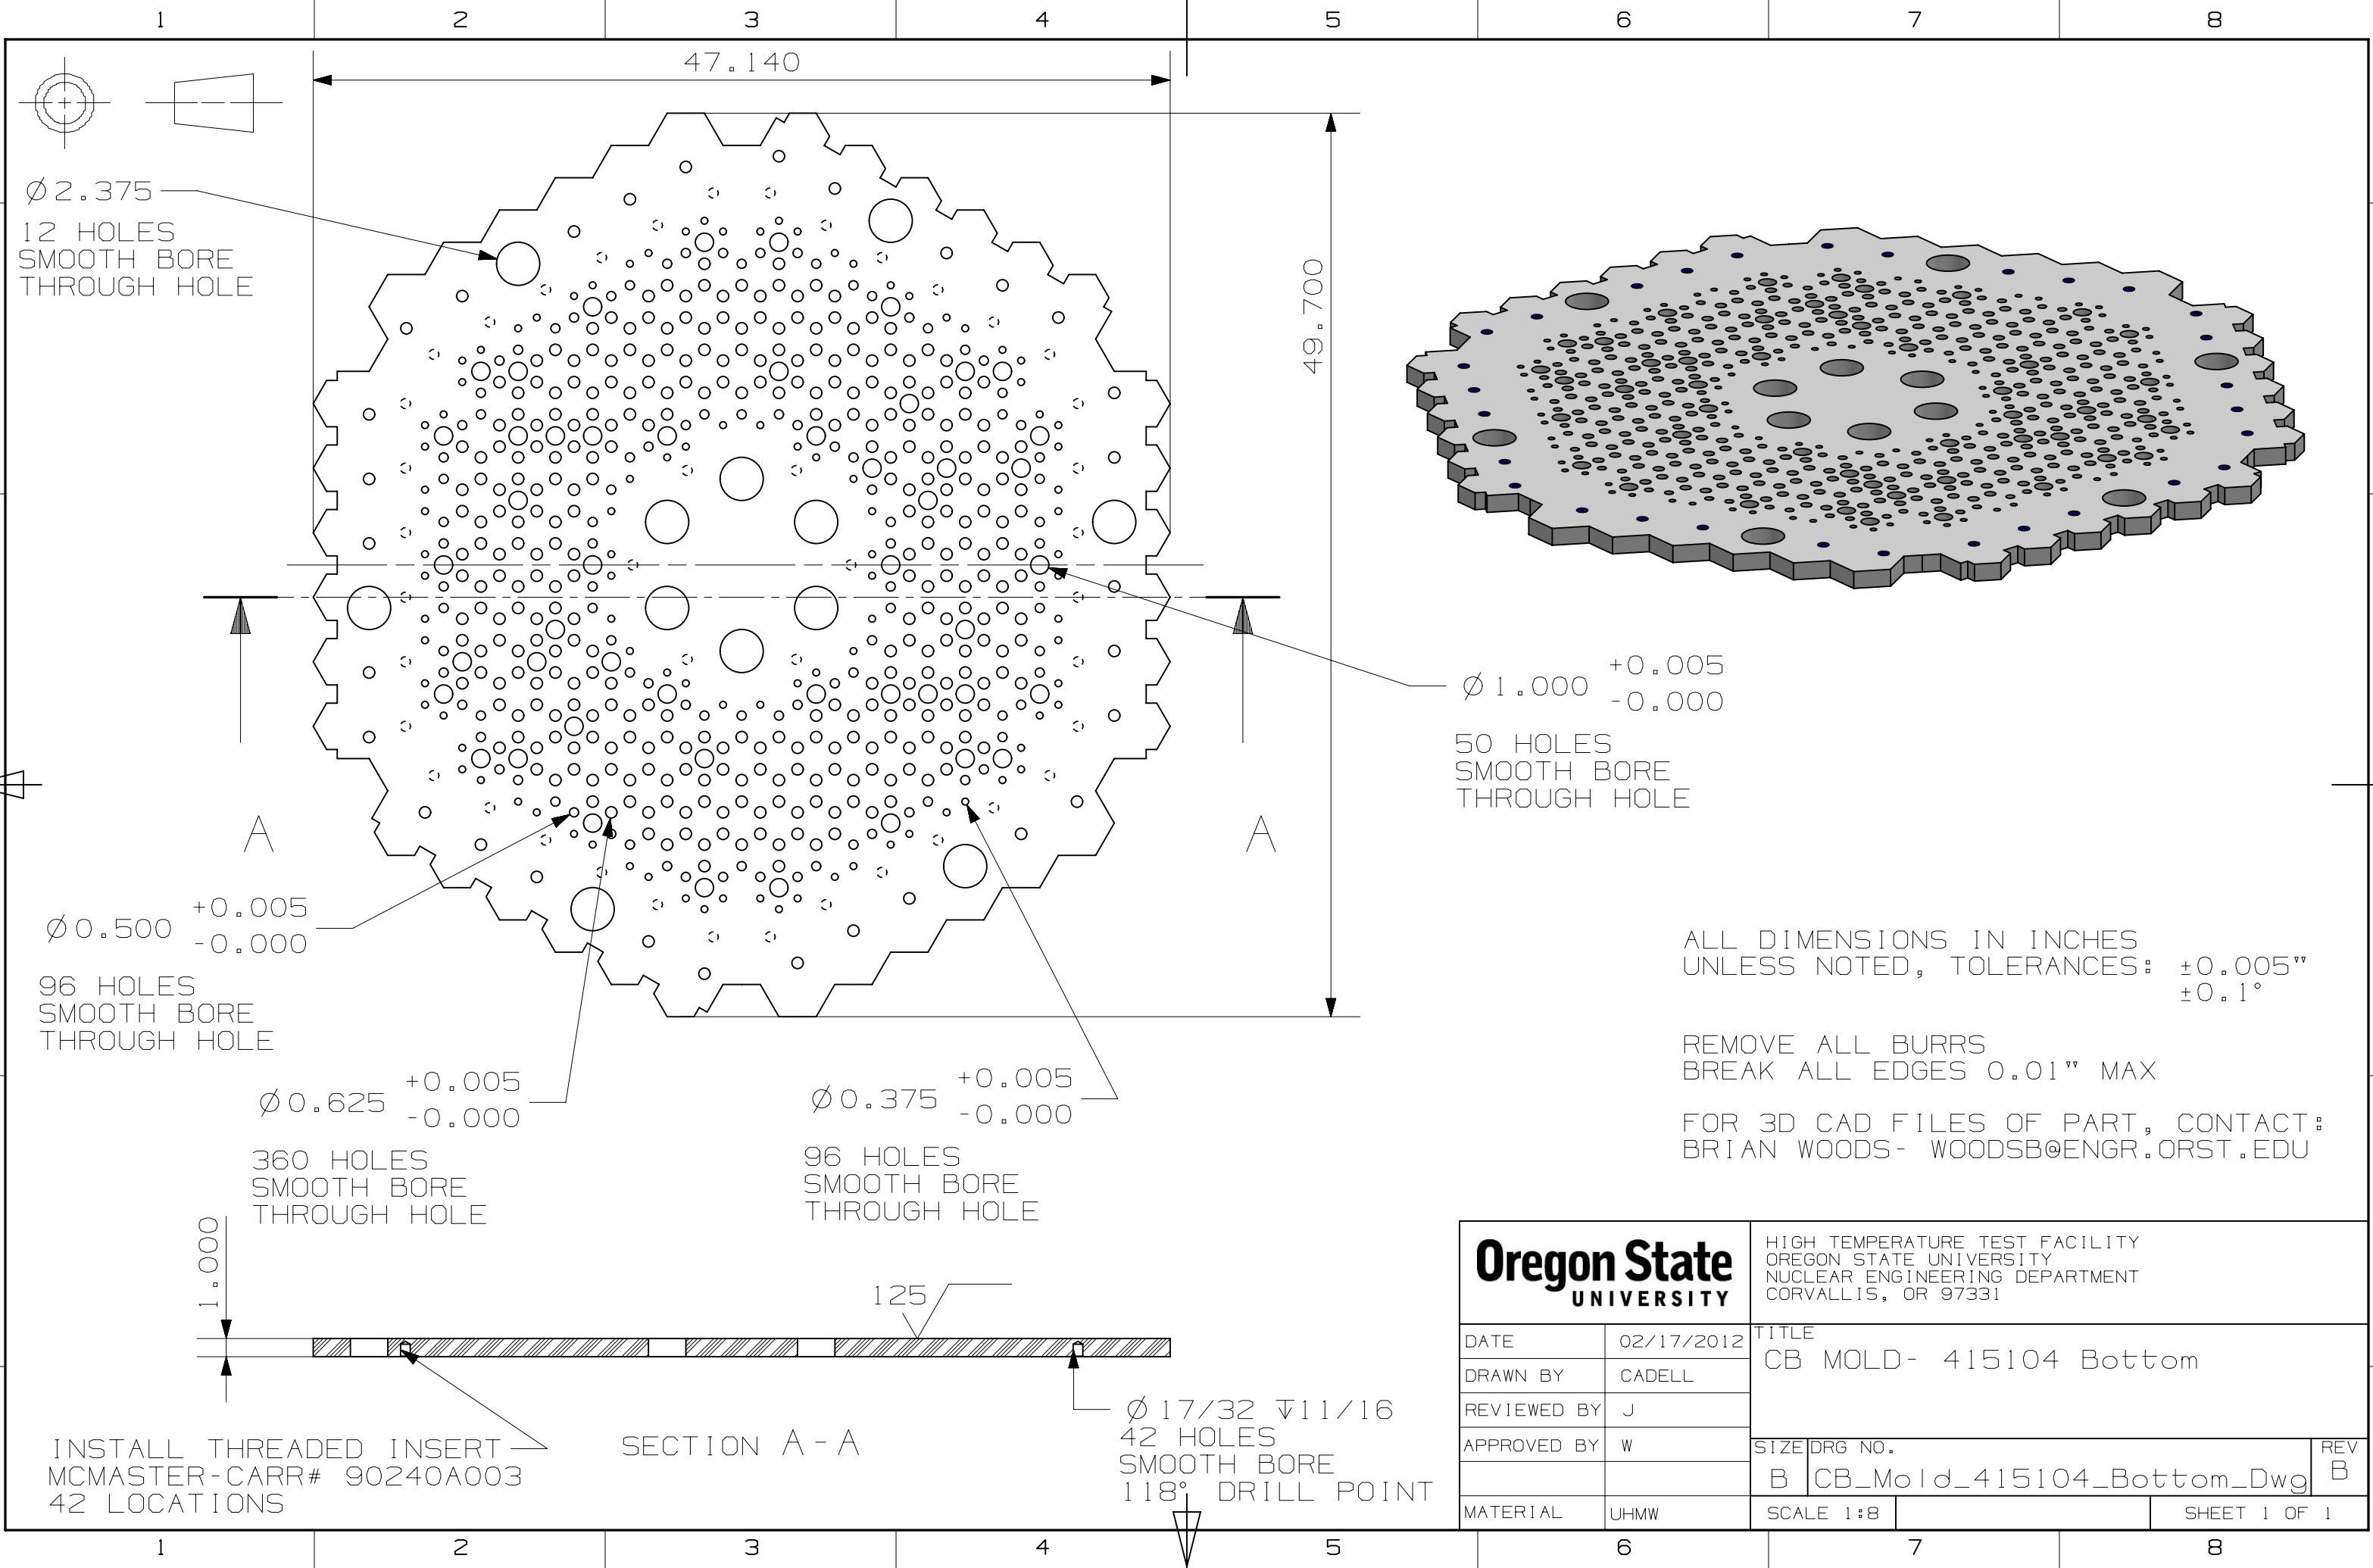 1 2 3 4 5 6 7 8
47.140
Ø2.375
12 HOLES
SMOOTH BORE
THROUGH HOLE
49.700
Ø1.000 +0.005
-0.000
50 HOLES
SMOOTH BORE
THROUGH HOLE
A A
Ø0.500 +0.005
-0.000
96 HOLES
SMOOTH BORE
THROUGH HOLE
Ø0.625 +0.005
-0.000
360 HOLES
SMOOTH BORE
THROUGH HOLE
Ø0.375 +0.005
-0.000
96 HOLES
SMOOTH BORE
THROUGH HOLE
ALL DIMENSIONS IN INCHES
UNLESS NOTED, TOLERANCES: ±0.005"
±0.1°
REMOVE ALL BURRS
BREAK ALL EDGES 0.01" MAX
FOR 3D CAD FILES OF PART, CONTACT:
BRIAN WOODS- WOODSB@ENGR.ORST.EDU
1.000
125
INSTALL THREADED INSERT
MCMASTER-CARR# 90240A003
42 LOCATIONS
SECTION A-A
Ø17/32 ↧11/16
42 HOLES
SMOOTH BORE
118° DRILL POINT
Oregon State
UNIVERSITY
HIGH TEMPERATURE TEST FACILITY
OREGON STATE UNIVERSITY
NUCLEAR ENGINEERING DEPARTMENT
CORVALLIS, OR 97331
DATE 02/17/2012
DRAWN BY CADELL
REVIEWED BY J
APPROVED BY W
MATERIAL UHMW
TITLE
CB MOLD- 415104 Bottom
SIZE DRG NO. REV
B CB_Mold_415104_Bottom_Dwg B
SCALE 1:8 SHEET 1 OF 1
1 2 3 4 5 6 7 8